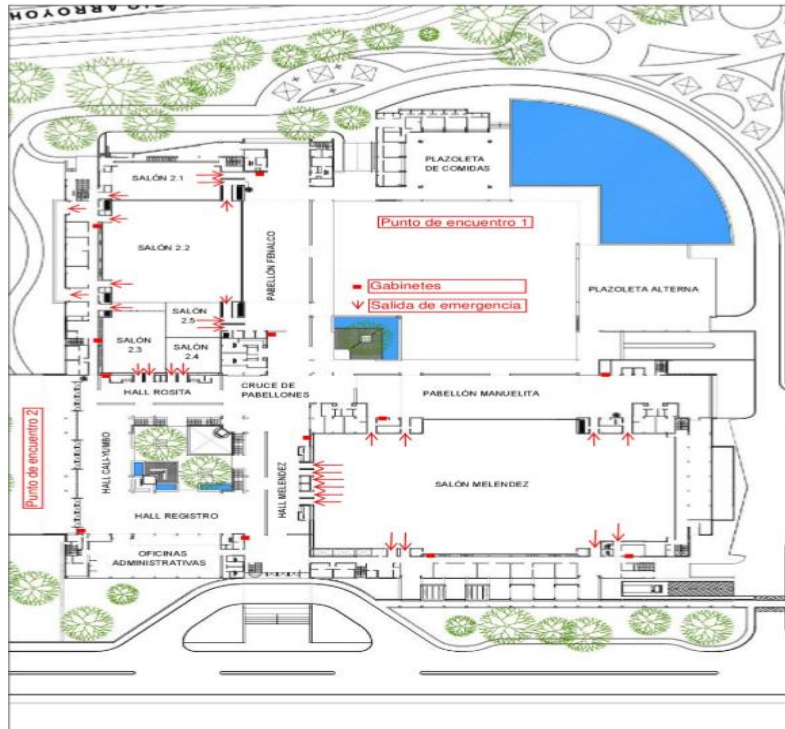 SALÓN 2.1
PLAZOLETA
DE COMIDAS
Punto de encuentro 1
SALÓN 2.2
PABELLÓN FENALCO
Gabinetes
PLAZOLETA ALTERNA
Salida de emergencia
SALÓN
2.5
SALÓN
2.3
SALÓN
2.4
HALL ROSITA
CRUCE DE
PABELLONES
PABELLÓN MANUELITA
Punto de encuentro 2
HALL CALI-YUMBO
HALL MELENDEZ
SALÓN MELENDEZ
HALL REGISTRO
OFICINAS
ADMINISTRATIVAS